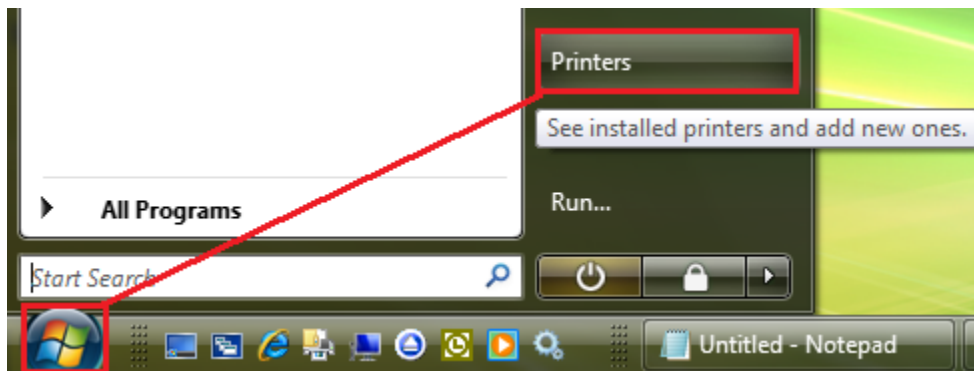 Printers
See installed printers and add new ones.
All Programs
Run...
Start Search
Untitled - Notepad